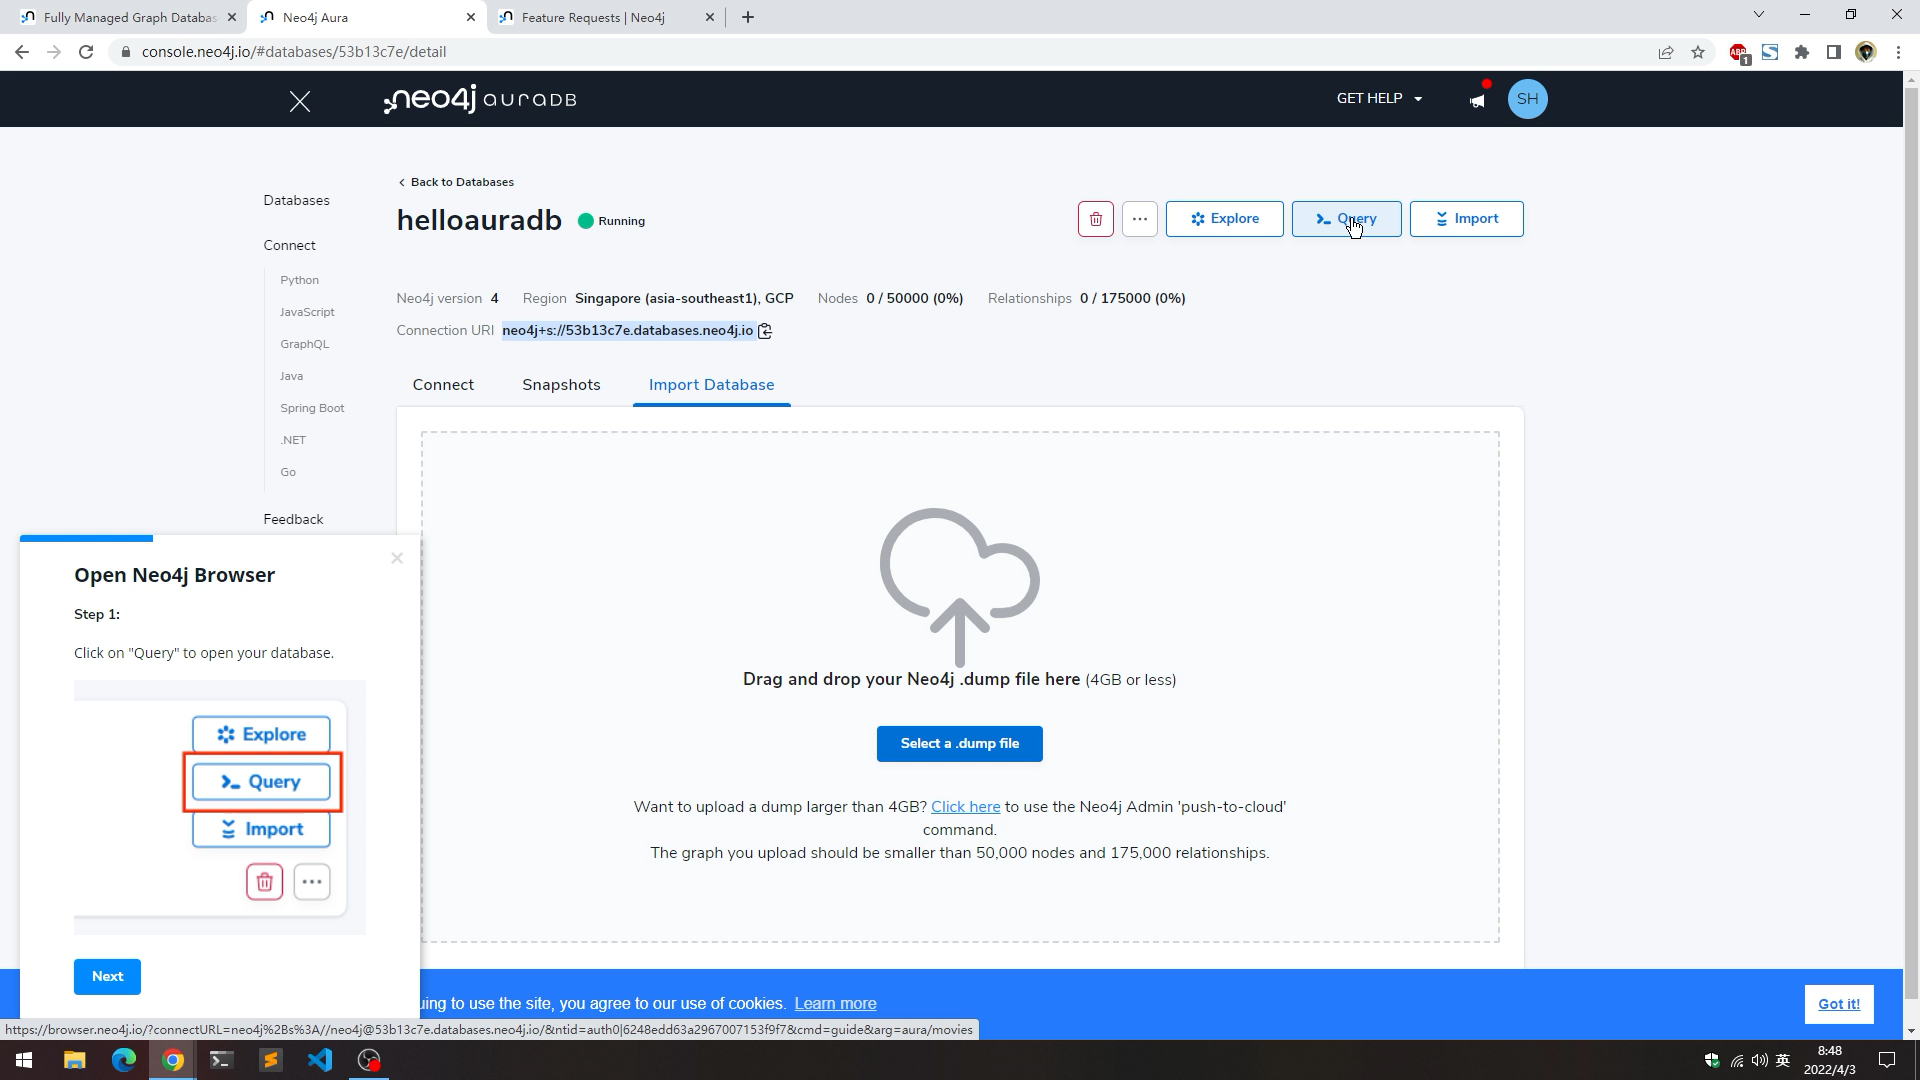 Fully Managed Graph Databas
Neo4j Aura
Feature Requests | Neo4j
console.neo4j.io/#databases/53b13c7e/detail
ABP
1
neo4j auraDB
GET HELP
SH
Back to Databases
Databases
helloauradb
Running
Explore
Query
Import
Connect
Python
Neo4j version 4 Region Singapore (asia-southeast1), GCP Nodes 0 / 50000 (0%) Relationships 0 / 175000 (0%)
JavaScript
Connection URI neo4j+s://53b13c7e.databases.neo4j.io
GraphQL
Java
Connect
Snapshots
Import Database
Spring Boot
.NET
Go
Feedback
Open Neo4j Browser
Step 1:
Click on "Query" to open your database.
Explore
Query
Import
Next
Drag and drop your Neo4j .dump file here (4GB or less)
Select a .dump file
Want to upload a dump larger than 4GB? Click here to use the Neo4j Admin 'push-to-cloud'
command.
The graph you upload should be smaller than 50,000 nodes and 175,000 relationships.
uing to use the site, you agree to our use of cookies. Learn more
Got it!
https://browser.neo4j.io/?connectURL=neo4j%2Bs%3A//neo4j@53b13c7e.databases.neo4j.io/&ntid=auth0|6248edd63a2967007153f9f7&cmd=guide&arg=aura/movies
英
8:48
2022/4/3